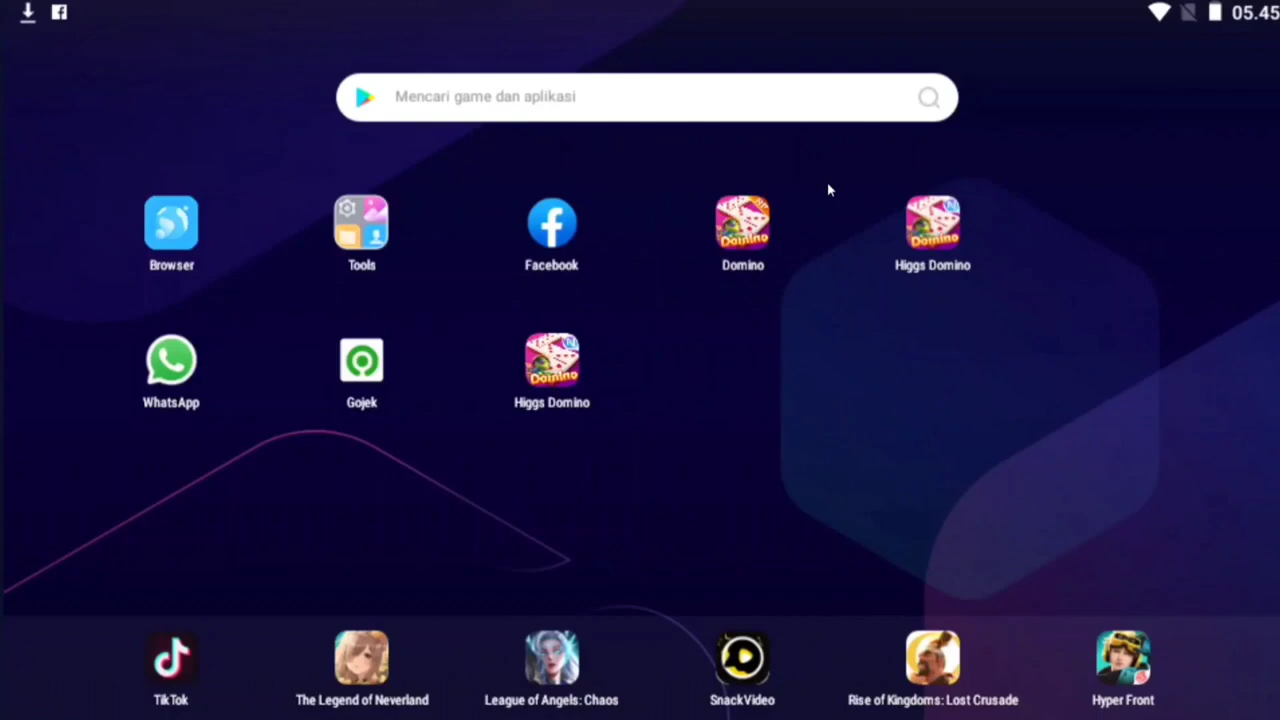 05.45
Mencari game dan aplikasi
Browser
Tools
Facebook
Domino
Higgs Domino
WhatsApp
Gojek
Higgs Domino
TikTok
The Legend of Neverland
League of Angels: Chaos
SnackVideo
Rise of Kingdoms: Lost Crusade
Hyper Front